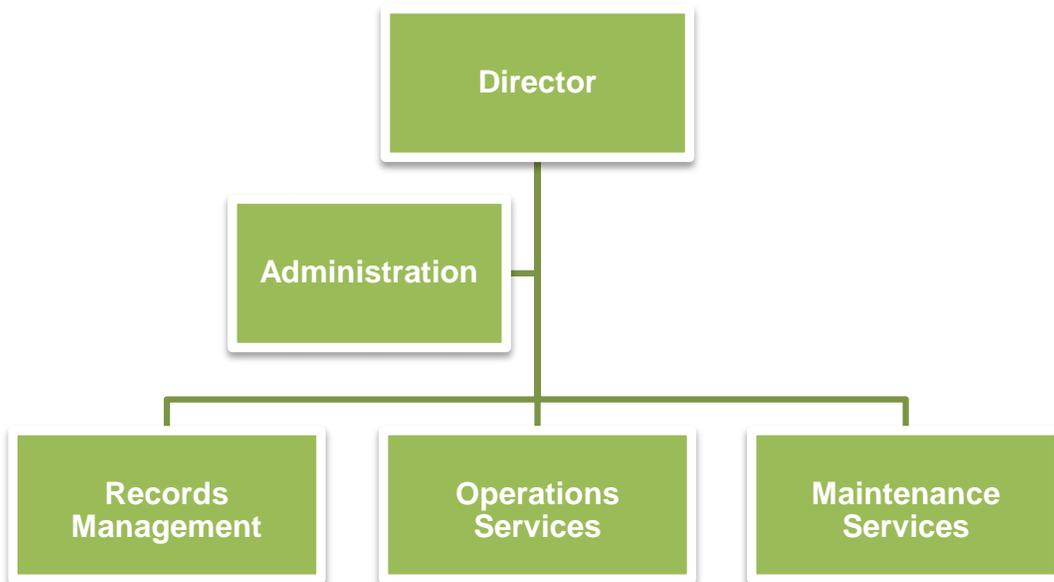 Director
Administration
Records
Management
Operations
Services
Maintenance
Services